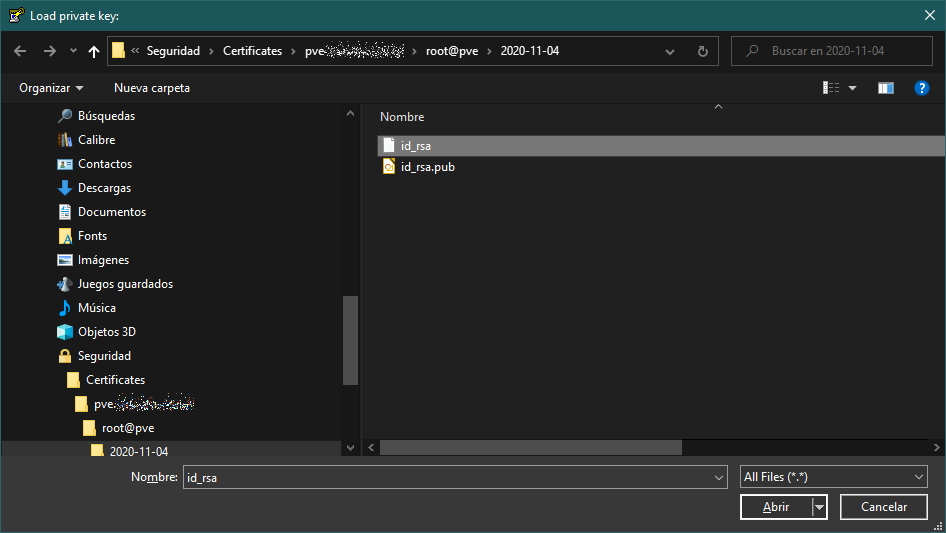 Load private key:
Seguridad
Certificates
pve
root@pve
2020-11-04
Buscar en 2020-11-04
Organizar
Nueva carpeta
Búsquedas
Calibre
Contactos
Descargas
Documentos
Fonts
Imágenes
Juegos guardados
Música
Objetos 3D
Seguridad
Certificates
pve
root@pve
2020-11-04
Nombre
id_rsa
id_rsa.pub
Nombre: id_rsa
All Files (*.*)
Abrir
Cancelar